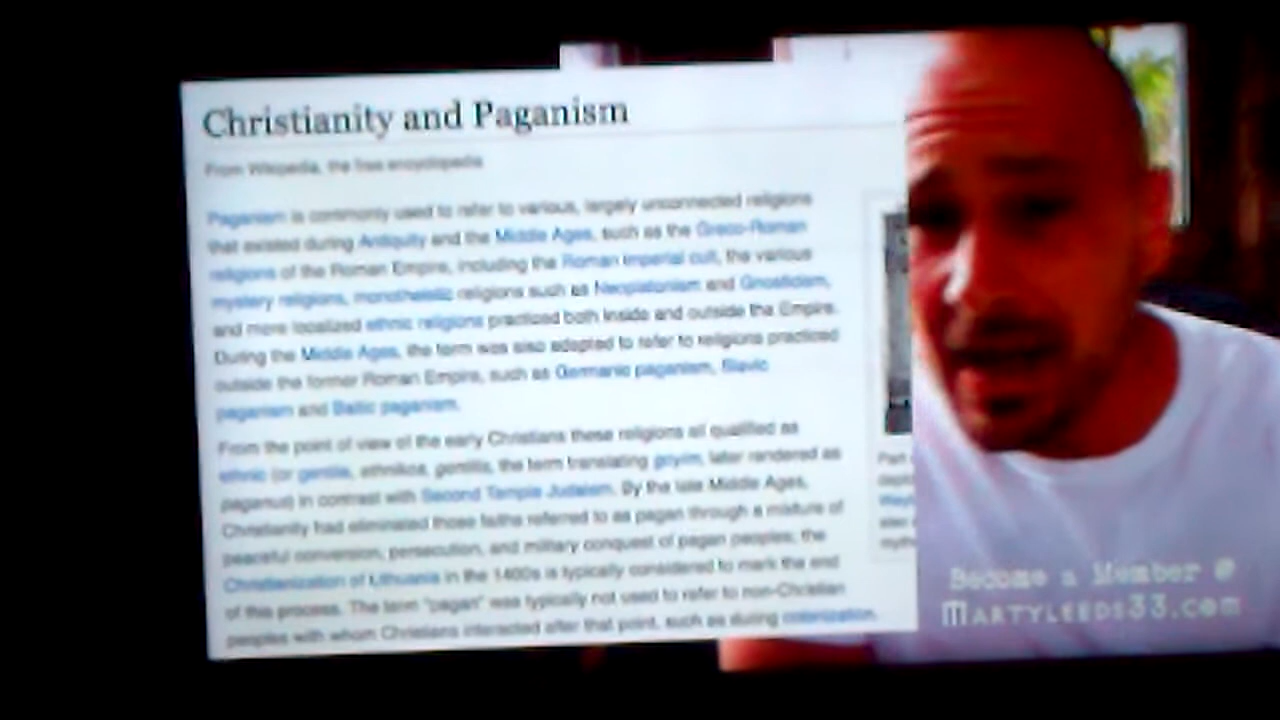 Christianity and Paganism
From Wikipedia, the free encyclopedia
Paganism is commonly used to refer to various, largely unconnected religions
that existed during Antiquity and the Middle Ages, such as the Greco-Roman
religions of the Roman Empire, including the Roman imperial cult, the various
mystery religions, monotheistic religions such as Neoplatonism and Gnosticism,
and more localized ethnic religions practiced both inside and outside the Empire.
During the Middle Ages, the term was also adapted to refer to religions practiced
outside the former Roman Empire, such as Germanic paganism, Slavic
paganism and Baltic paganism.
From the point of view of the early Christians these religions all qualified as
ethnic (or gentile, ethnikos, gentilis, the term translating goyim, later rendered as
paganus) in contrast with Second Temple Judaism. By the late Middle Ages,
Christianity had eliminated those faiths referred to as pagan through a mixture of
peaceful conversion, persecution, and military conquest of pagan peoples; the
Christianization of Lithuania in the 1400s is typically considered to mark the end
of this process. The term "pagan" was typically not used to refer to non-Christian
peoples with whom Christians interacted after that point, such as during colonization.
Part
Become a Member @
MARTYLEEDS33.com